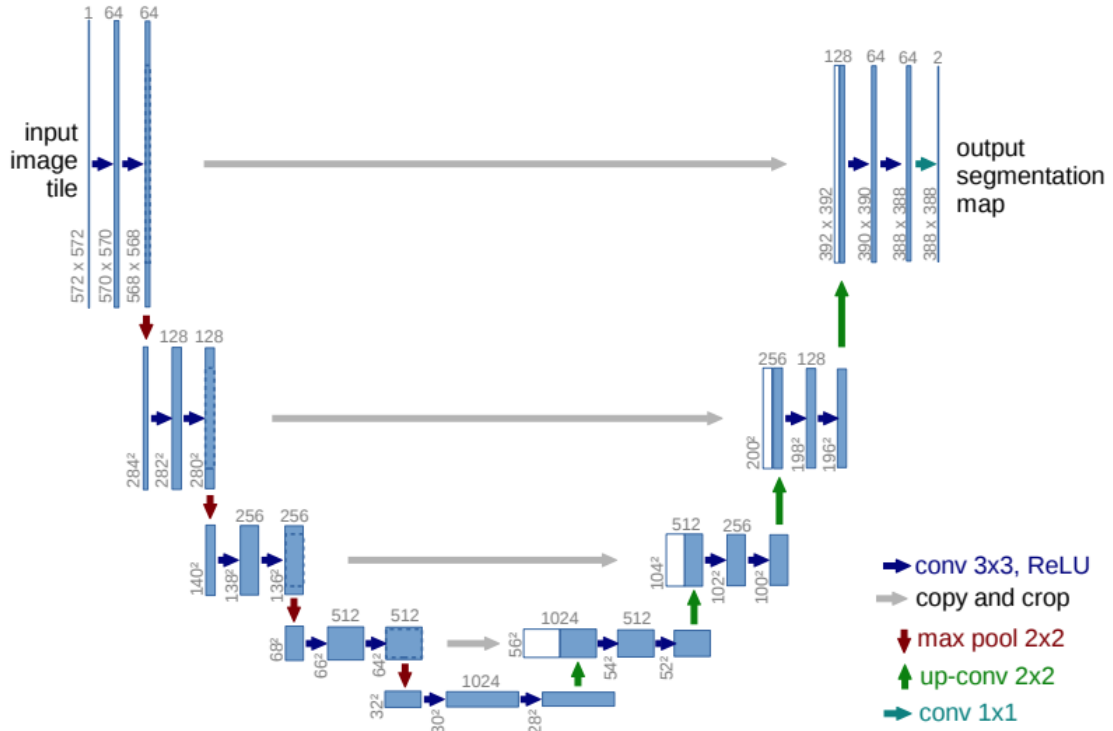 1 64 64
input
image
tile
572 x 572
570 x 570
568 x 568
128 64 64 2
output
segmentation
map
392 x 392
390 x 390
388 x 388
388 x 388
128 128
284²
282²
280²
256 128
200²
198²
196²
256 256
140²
138²
136²
512 256
104²
102²
100²
512 512
68²
66²
64²
1024 512
56²
54²
52²
1024
32²
30²
28²
conv 3x3, ReLU
copy and crop
max pool 2x2
up-conv 2x2
conv 1x1